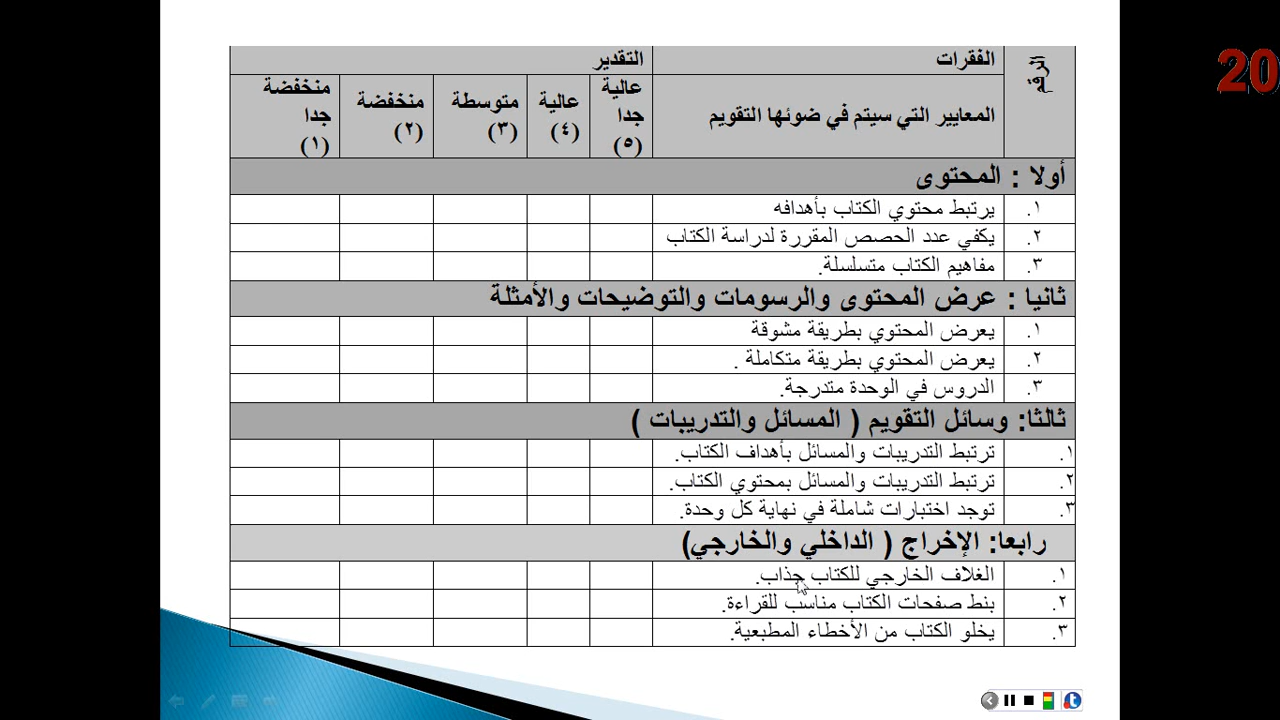 20
الرقم
الفقرات
التقدير
المعايير التي سيتم في ضوئها التقويم
عالية جدا (٥)
عالية (٤)
متوسطة (٣)
منخفضة (٢)
منخفضة جدا (١)
أولا : المحتوى
١. يرتبط محتوي الكتاب بأهدافه
٢. يكفي عدد الحصص المقررة لدراسة الكتاب
٣. مفاهيم الكتاب متسلسلة.
ثانيا : عرض المحتوى والرسومات والتوضيحات والأمثلة
١. يعرض المحتوي بطريقة مشوقة
٢. يعرض المحتوي بطريقة متكاملة .
٣. الدروس في الوحدة متدرجة.
ثالثا: وسائل التقويم ( المسائل والتدريبات )
١. ترتبط التدريبات والمسائل بأهداف الكتاب.
٢. ترتبط التدريبات والمسائل بمحتوي الكتاب.
٣. توجد اختبارات شاملة في نهاية كل وحدة.
رابعا: الإخراج ( الداخلي والخارجي)
١. الغلاف الخارجي للكتاب جذاب.
٢. بنط صفحات الكتاب مناسب للقراءة.
٣. يخلو الكتاب من الأخطاء المطبعية.